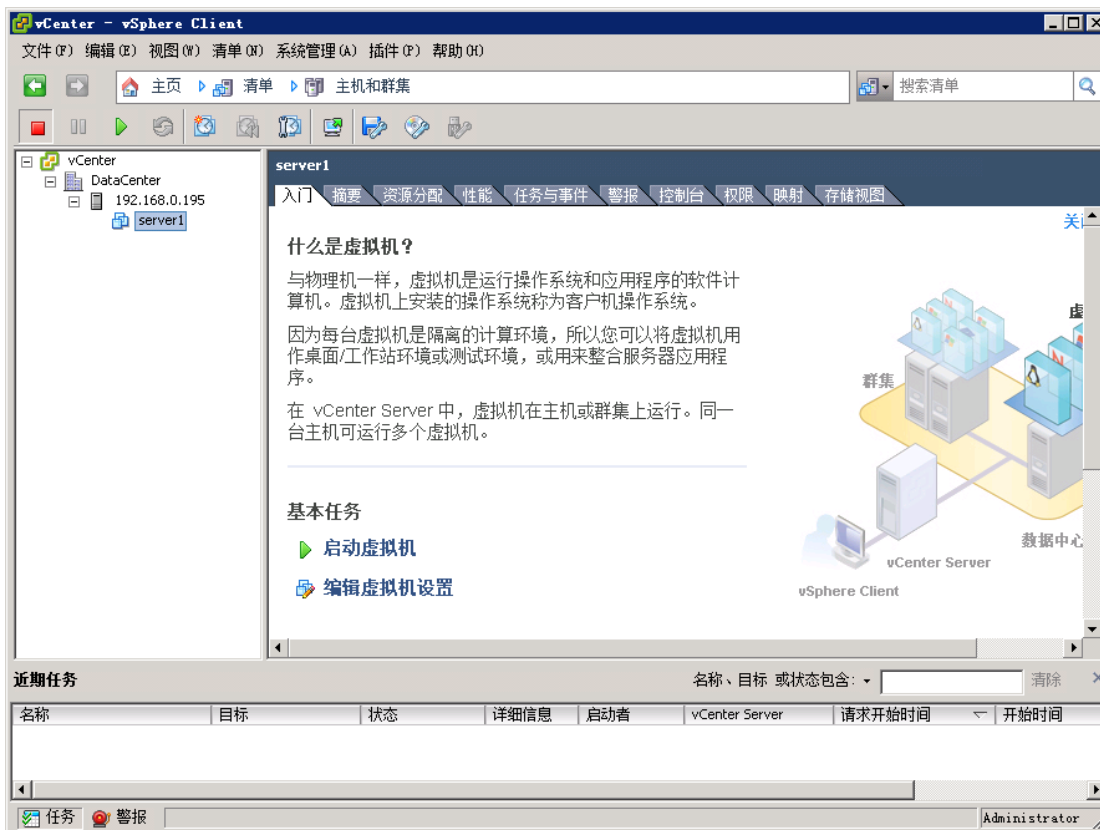 vCenter - vSphere Client
文件(F) 编辑(E) 视图(W) 清单(N) 系统管理(A) 插件(P) 帮助(H)
主页 清单 主机和群集 搜索清单
vCenter
DataCenter
192.168.0.195
server1
server1
入门 摘要 资源分配 性能 任务与事件 警报 控制台 权限 映射 存储视图
什么是虚拟机？
与物理机一样，虚拟机是运行操作系统和应用程序的软件计
算机。虚拟机上安装的操作系统称为客户机操作系统。
因为每台虚拟机是隔离的计算环境，所以您可以将虚拟机用
作桌面/工作站环境或测试环境，或用来整合服务器应用程
序。
在 vCenter Server 中，虚拟机在主机或群集上运行。同一
台主机可运行多个虚拟机。
基本任务
启动虚拟机
编辑虚拟机设置
群集
数据中心
vCenter Server
vSphere Client
近期任务 名称、目标 或状态包含: 清除
名称 目标 状态 详细信息 启动者 vCenter Server 请求开始时间 开始时间
任务 警报 Administrator